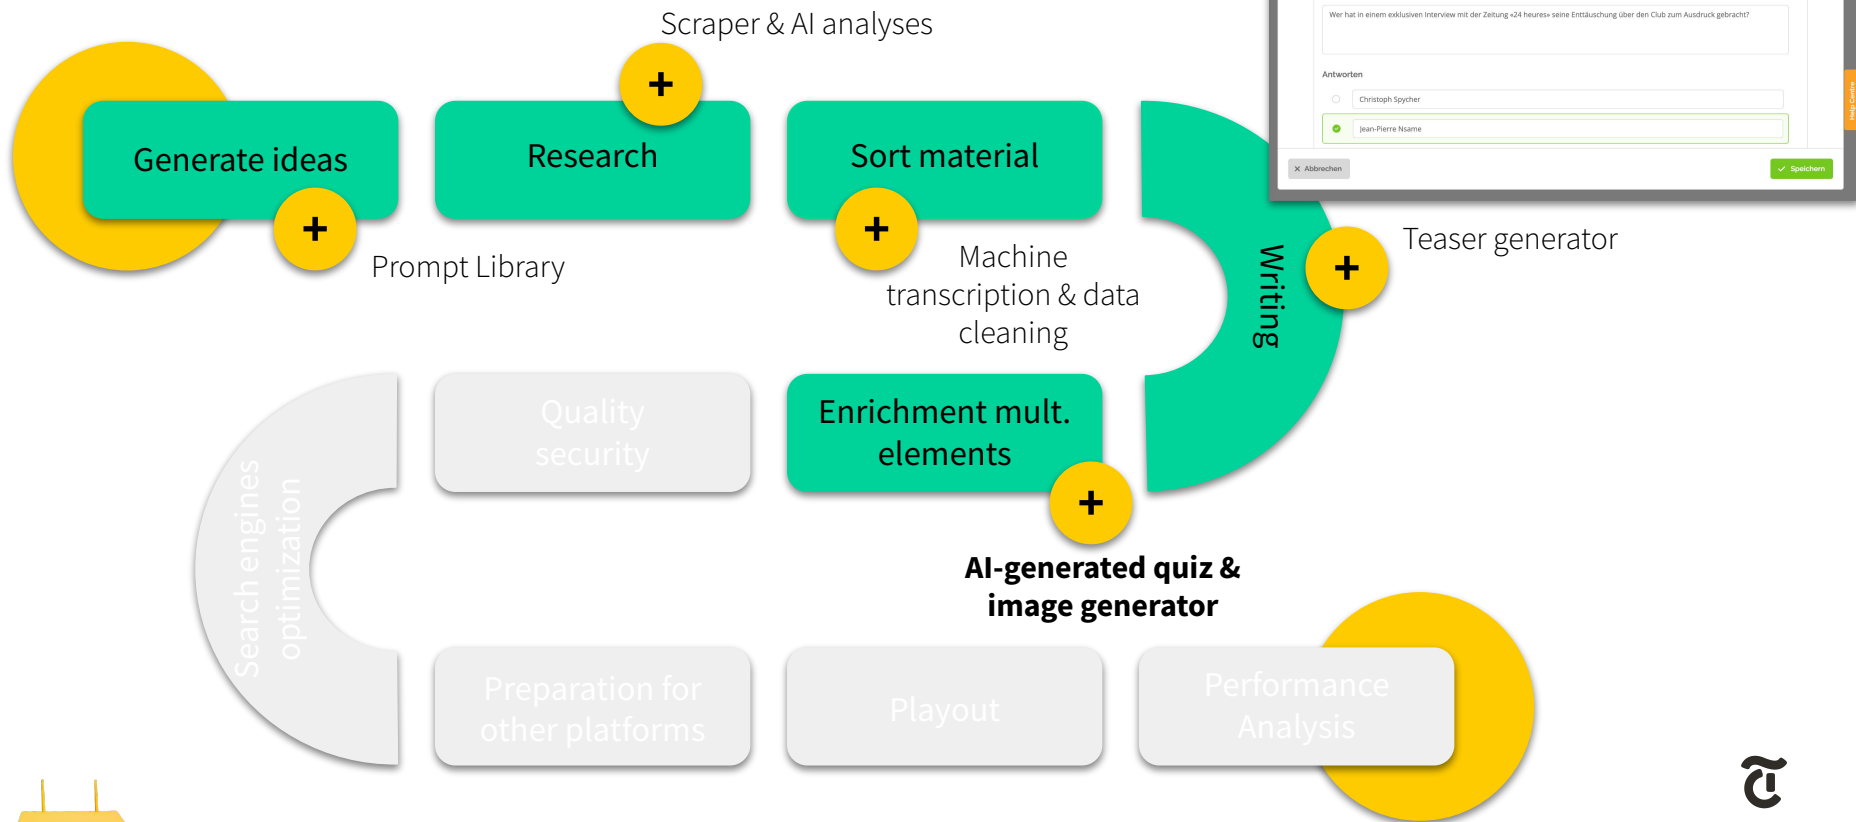 Scraper & AI analyses
Wer hat in einem exklusiven Interview mit der Zeitung «24 heures» seine Enttäuschung über den Club zum Ausdruck gebracht?
Antworten
Christoph Spycher
Jean-Pierre Nsame
Abbrechen
Speichern
Help Centre
Generate ideas
+
Prompt Library
Research
+
Sort material
+
Machine
transcription & data
cleaning
Writing
+
Teaser generator
Enrichment mult.
elements
+
AI-generated quiz &
image generator
Quality
security
Search engines
optimization
Preparation for
other platforms
Playout
Performance
Analysis